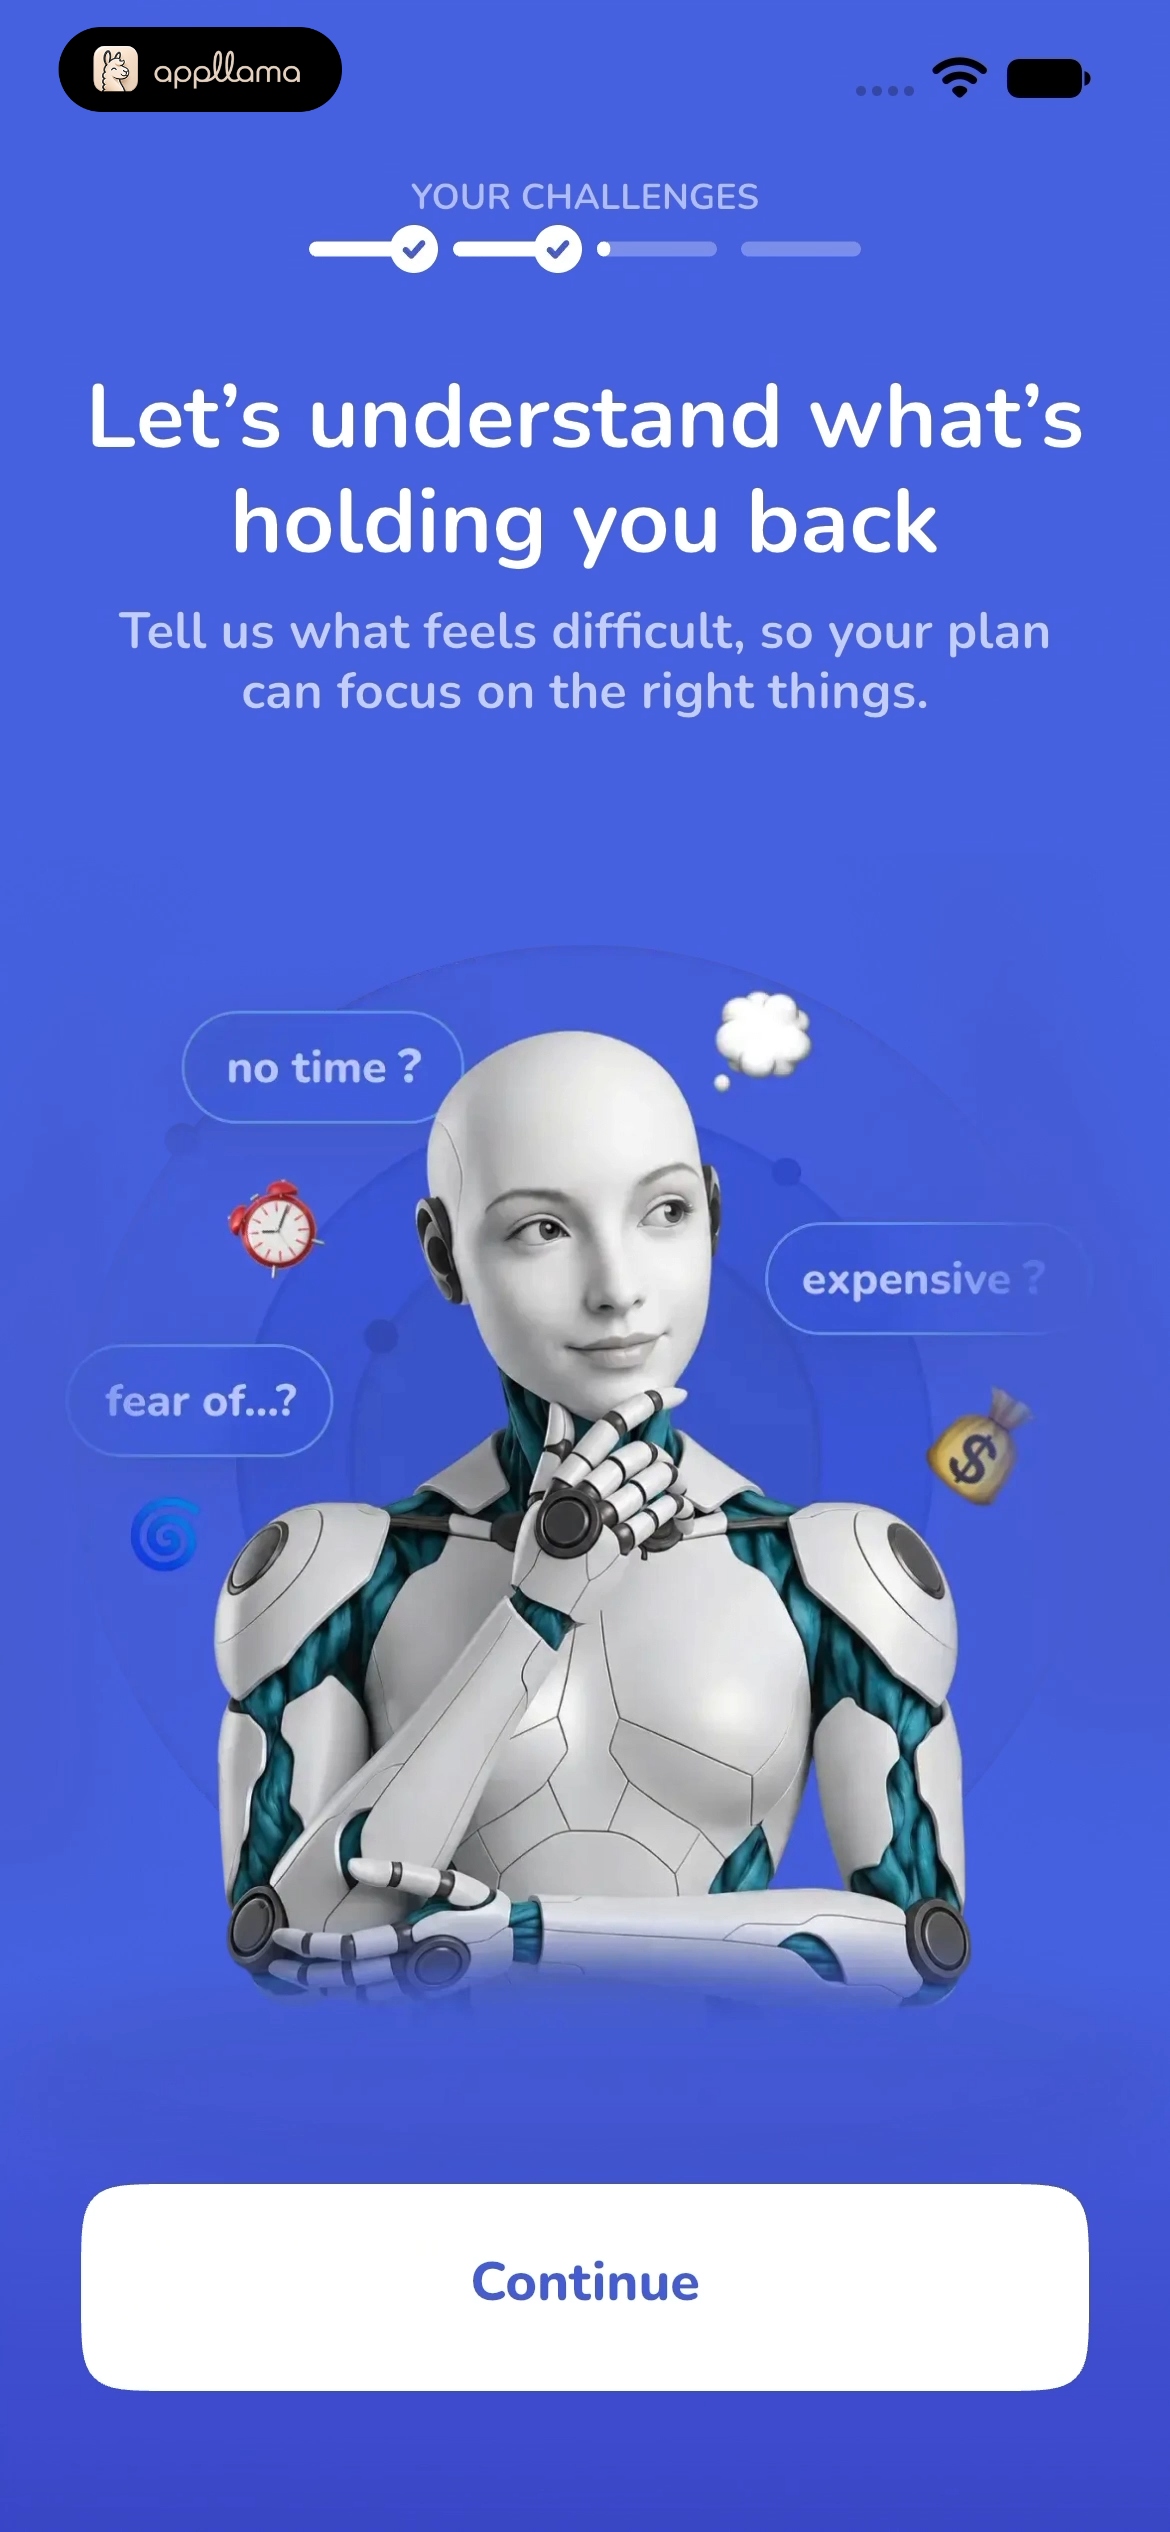 appllama
YOUR CHALLENGES
Let’s understand what’s
holding you back
Tell us what feels difficult, so your plan
can focus on the right things.
no time ?
expensive ?
fear of...?
$
Continue